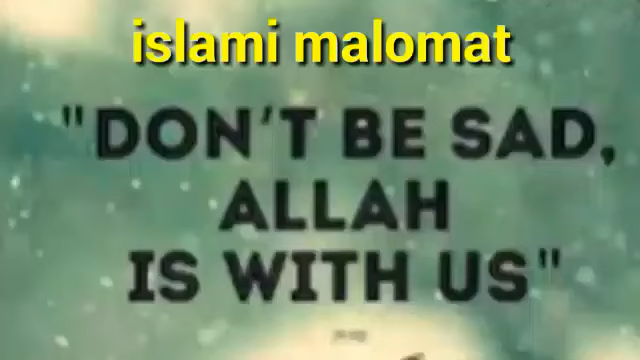 islami malomat
"DON'T BE SAD,
ALLAH
IS WITH US"